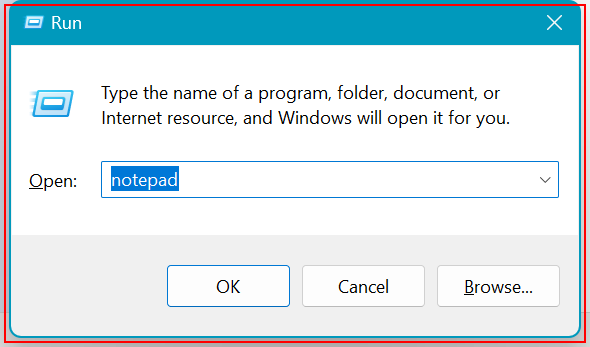 Run
Type the name of a program, folder, document, or
Internet resource, and Windows will open it for you.
Open: notepad
OK Cancel Browse...